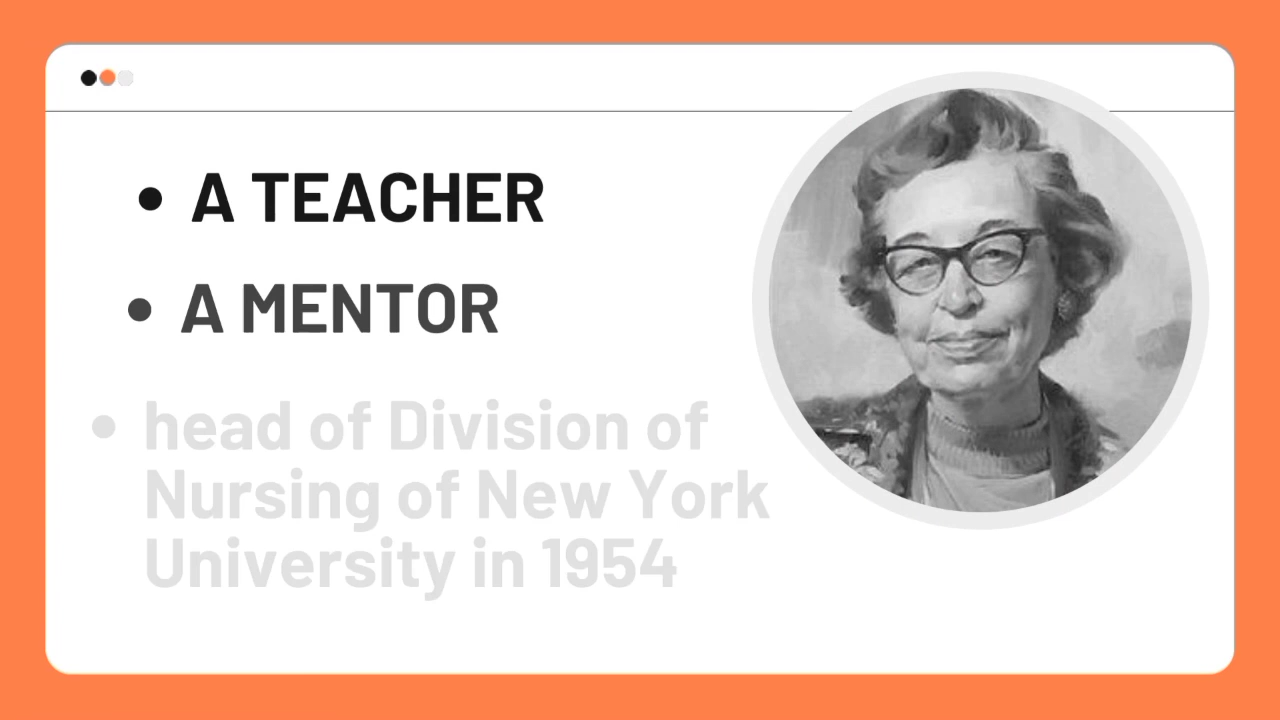 • A TEACHER
• A MENTOR
• head of Division of
Nursing of New York
University in 1954